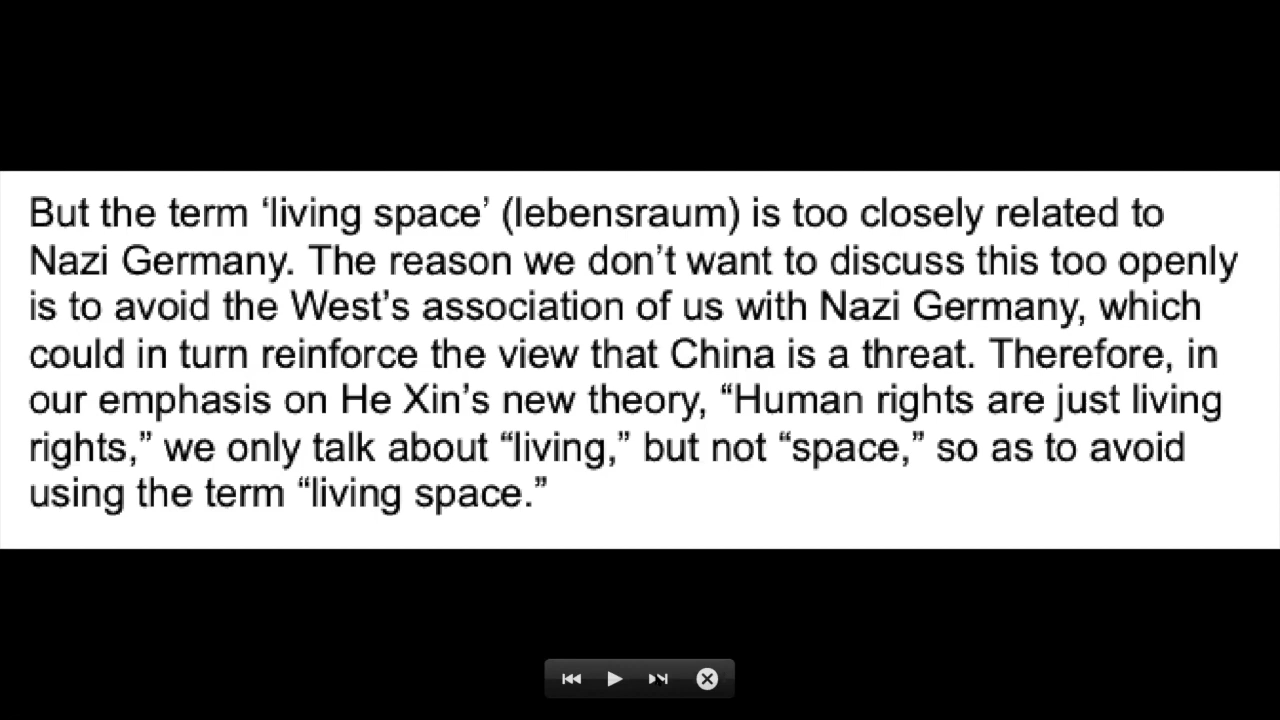 But the term ‘living space’ (lebensraum) is too closely related to
Nazi Germany. The reason we don’t want to discuss this too openly
is to avoid the West’s association of us with Nazi Germany, which
could in turn reinforce the view that China is a threat. Therefore, in
our emphasis on He Xin’s new theory, “Human rights are just living
rights,” we only talk about “living,” but not “space,” so as to avoid
using the term “living space.”